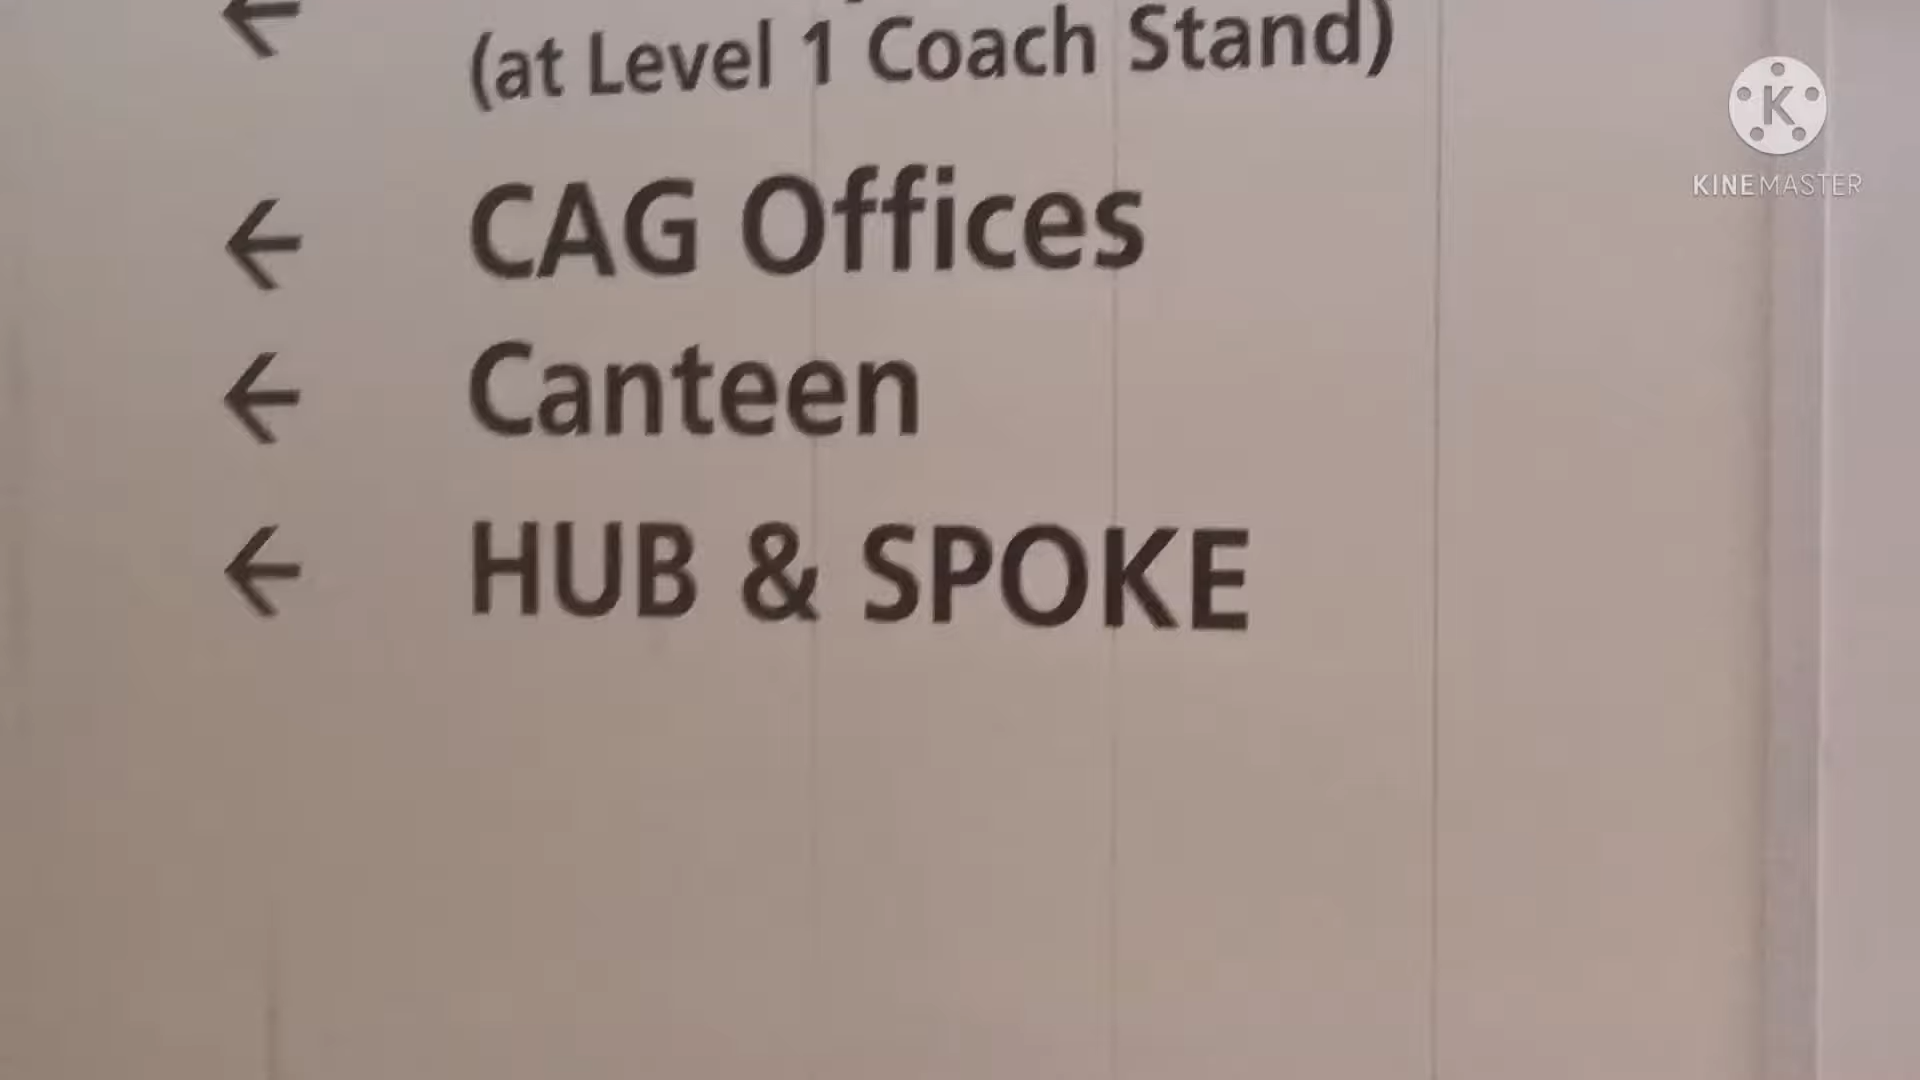 (at Level 1 Coach Stand)
← CAG Offices
← Canteen
← HUB & SPOKE
K
KINEMASTER